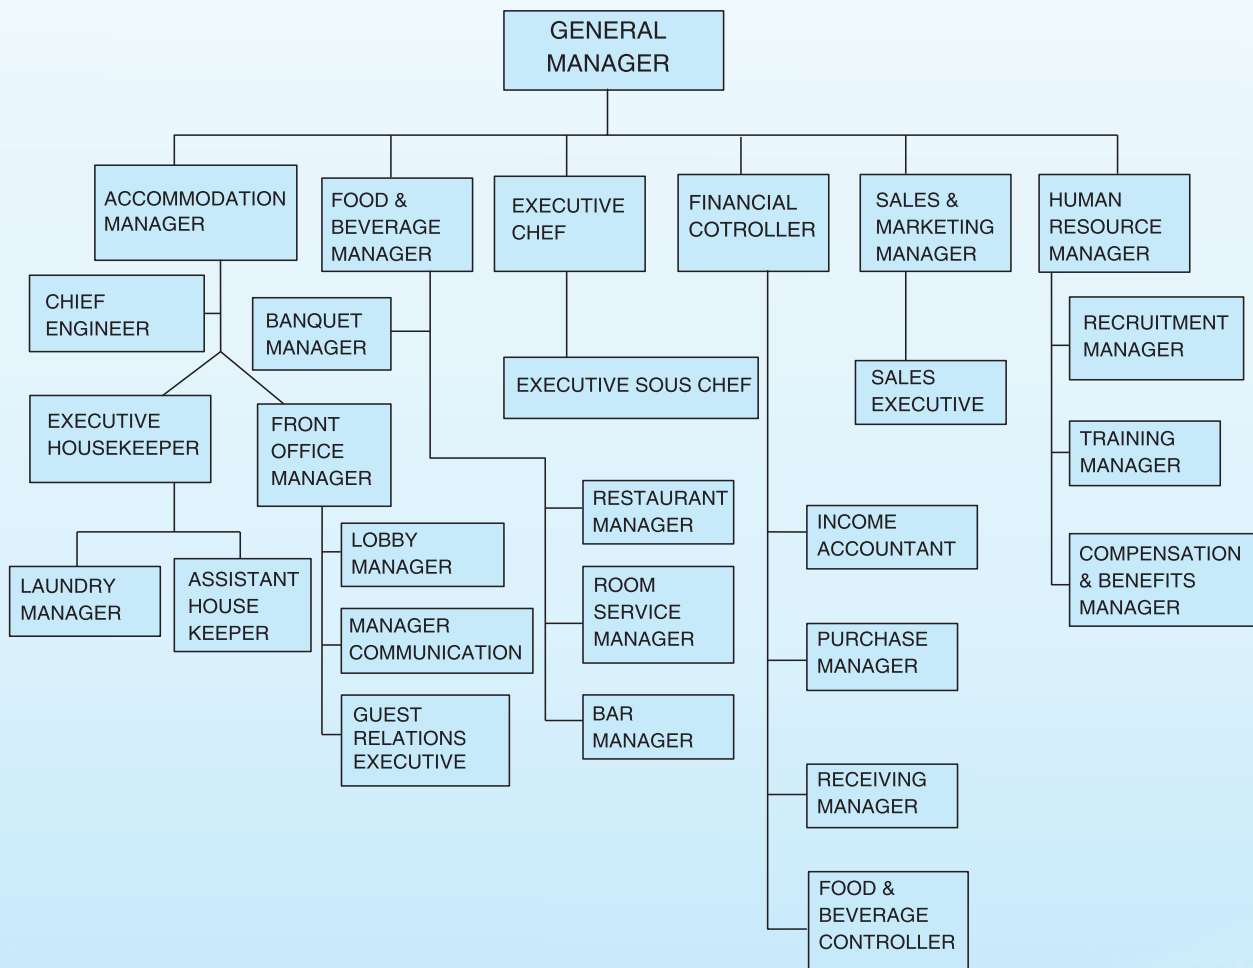 GENERAL
MANAGER
ACCOMMODATION
MANAGER
FOOD &
BEVERAGE
MANAGER
EXECUTIVE
CHEF
FINANCIAL
COTROLLER
SALES &
MARKETING
MANAGER
HUMAN
RESOURCE
MANAGER
CHIEF
ENGINEER
BANQUET
MANAGER
RECRUITMENT
MANAGER
EXECUTIVE SOUS CHEF
SALES
EXECUTIVE
EXECUTIVE
HOUSEKEEPER
FRONT
OFFICE
MANAGER
TRAINING
MANAGER
RESTAURANT
MANAGER
INCOME
ACCOUNTANT
LOBBY
MANAGER
COMPENSATION
& BENEFITS
MANAGER
LAUNDRY
MANAGER
ASSISTANT
HOUSE
KEEPER
ROOM
SERVICE
MANAGER
MANAGER
COMMUNICATION
PURCHASE
MANAGER
GUEST
RELATIONS
EXECUTIVE
BAR
MANAGER
RECEIVING
MANAGER
FOOD &
BEVERAGE
CONTROLLER